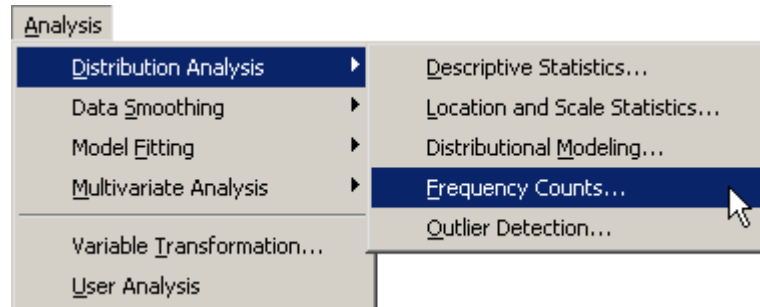 Analysis
Distribution Analysis
Data Smoothing
Model Fitting
Multivariate Analysis
Variable Transformation...
User Analysis
Descriptive Statistics...
Location and Scale Statistics...
Distributional Modeling...
Frequency Counts...
Outlier Detection...